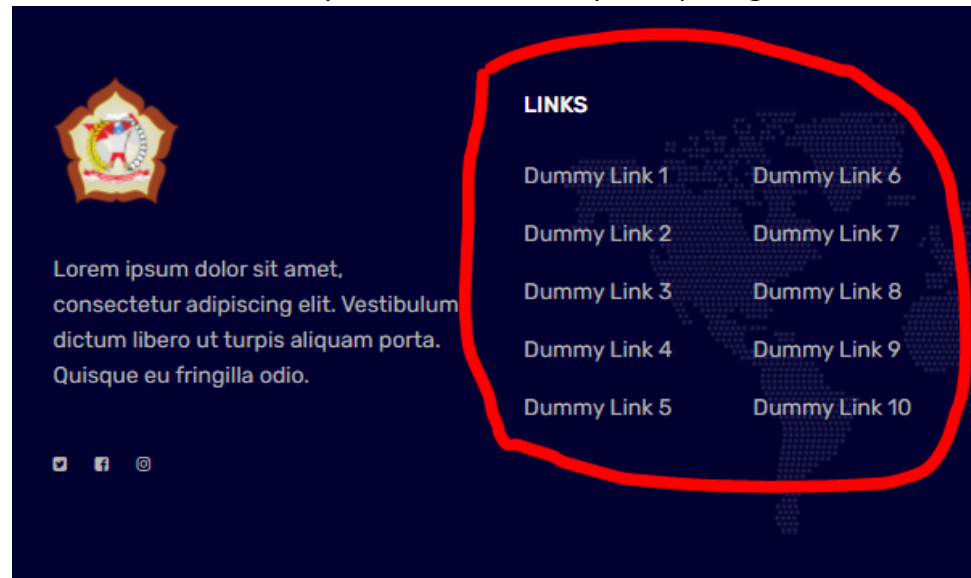 Lorem ipsum dolor sit amet,
consectetur adipiscing elit. Vestibulum
dictum libero ut turpis aliquam porta.
Quisque eu fringilla odio.
LINKS
Dummy Link 1
Dummy Link 2
Dummy Link 3
Dummy Link 4
Dummy Link 5
Dummy Link 6
Dummy Link 7
Dummy Link 8
Dummy Link 9
Dummy Link 10